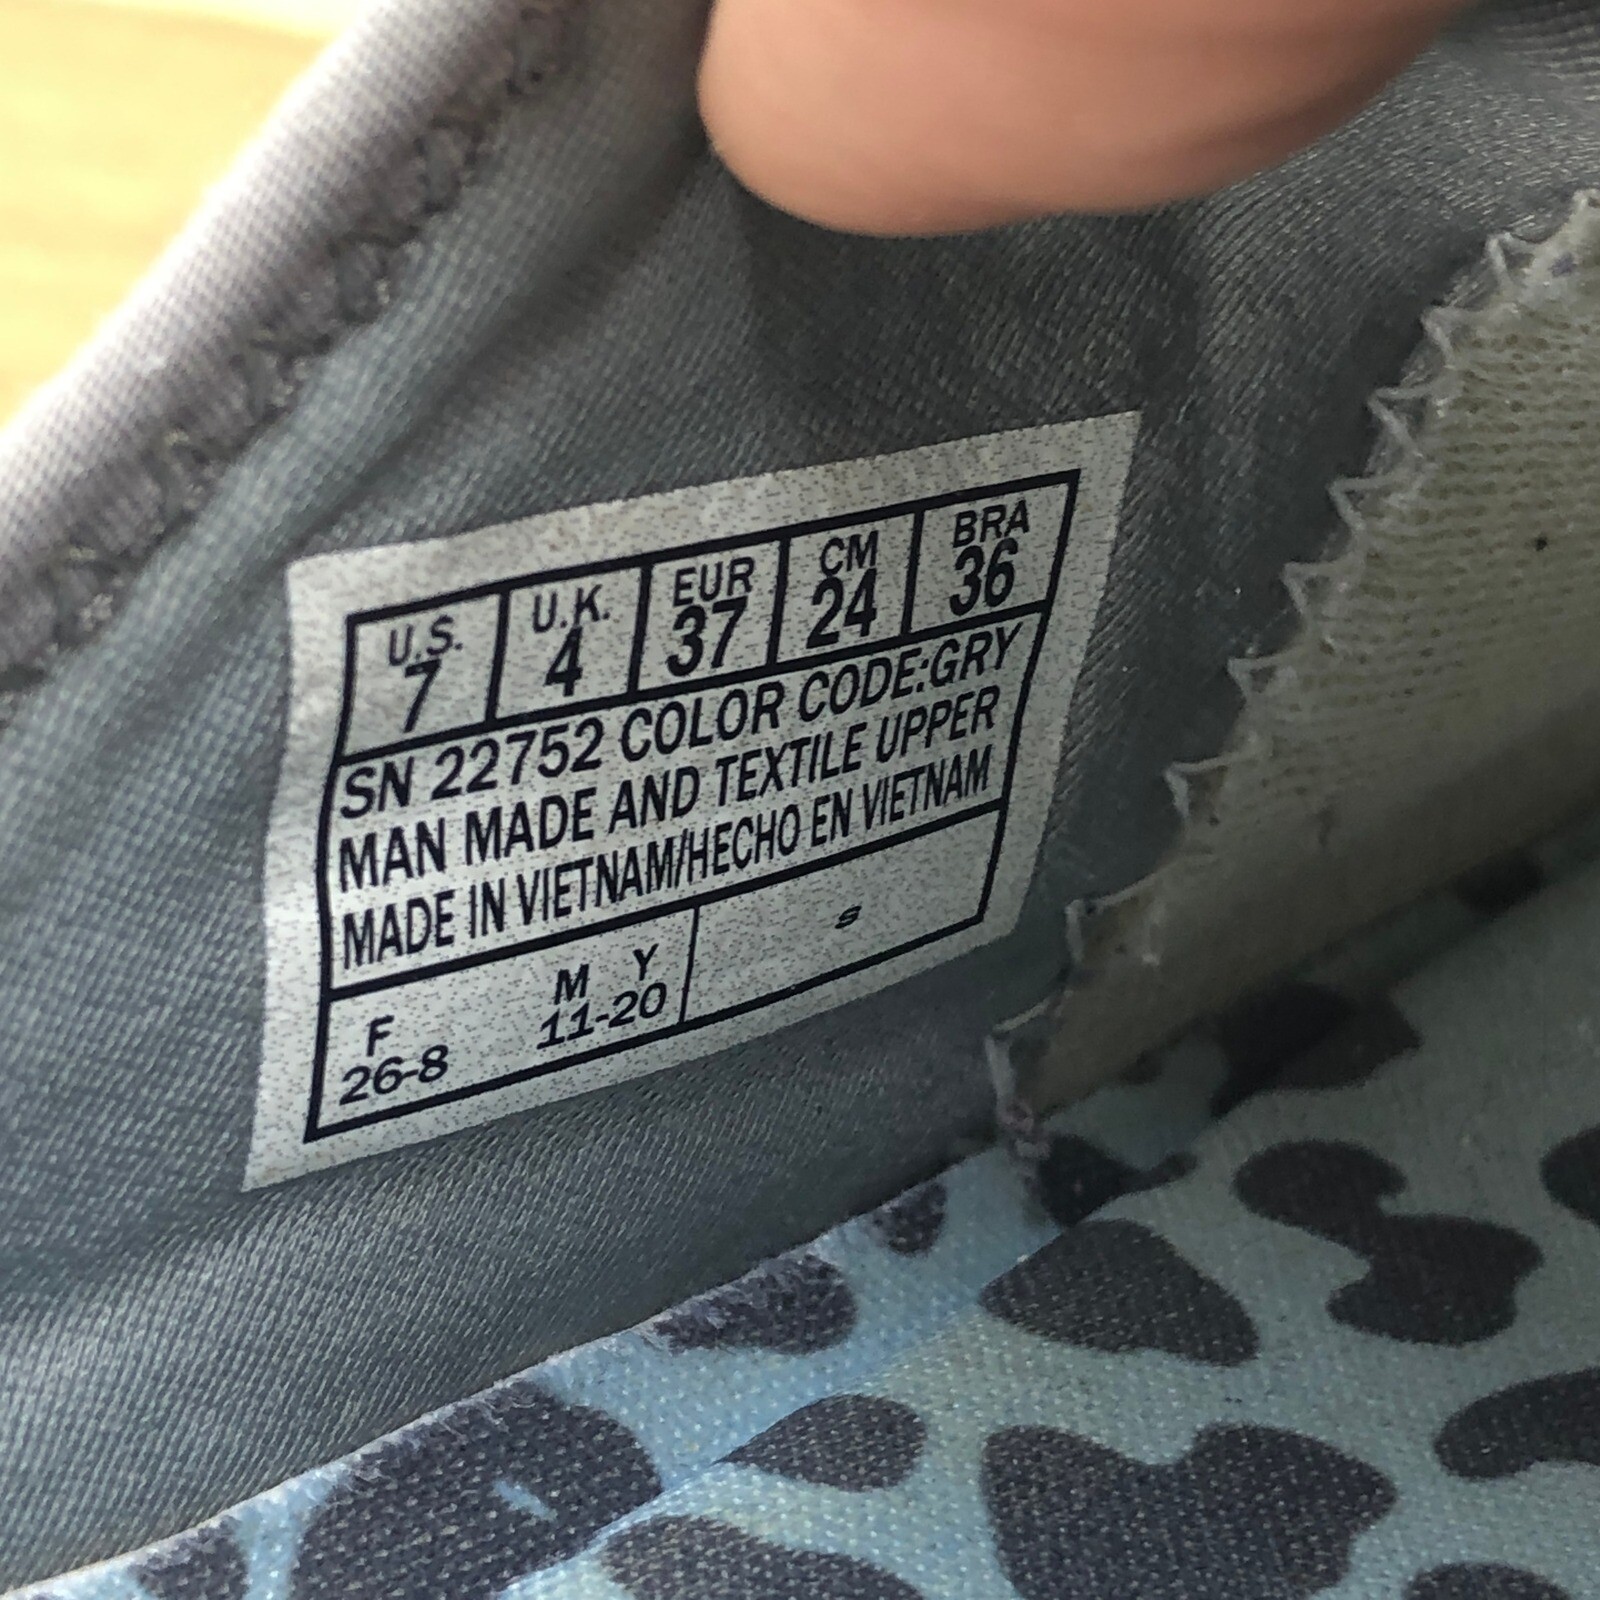 U.S. U.K. EUR CM BRA
7 4 37 24 36
SN 22752 COLOR CODE:GRY
MAN MADE AND TEXTILE UPPER
MADE IN VIETNAM/HECHO EN VIETNAM
F M Y S
26-8 11-20